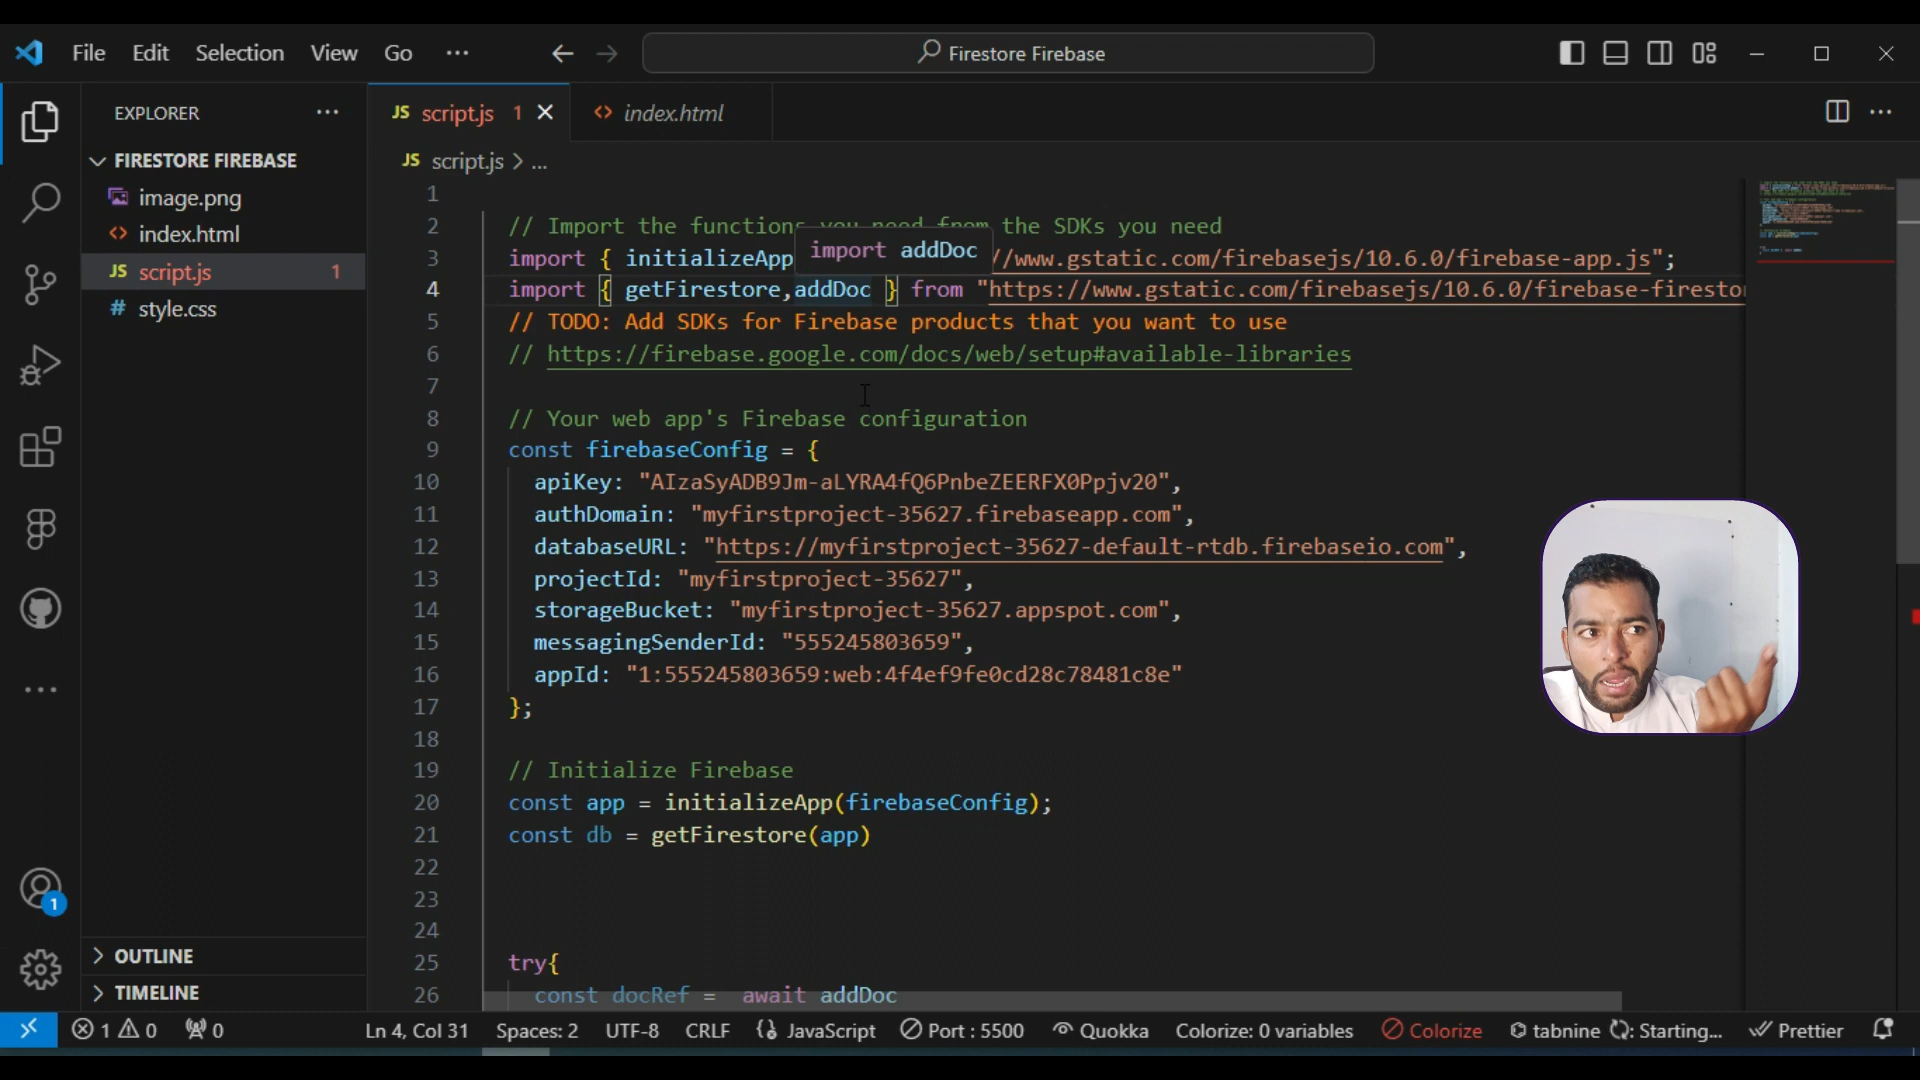 File Edit Selection View Go ···
Firestore Firebase
EXPLORER ···
FIRESTORE FIREBASE
image.png
index.html
JS script.js 1
# style.css
OUTLINE
TIMELINE
JS script.js 1
index.html
JS script.js > ...
1
2 // Import the functions you need from the SDKs you need
import addDoc
3 import { initializeApp //www.gstatic.com/firebasejs/10.6.0/firebase-app.js";
4 import { getFirestore,addDoc } from "https://www.gstatic.com/firebasejs/10.6.0/firebase-firesto
5 // TODO: Add SDKs for Firebase products that you want to use
6 // https://firebase.google.com/docs/web/setup#available-libraries
7
8 // Your web app's Firebase configuration
9 const firebaseConfig = {
10 apiKey: "AIzaSyADB9Jm-aLYRA4fQ6PnbeZEERFX0Ppjv20",
11 authDomain: "myfirstproject-35627.firebaseapp.com",
12 databaseURL: "https://myfirstproject-35627-default-rtdb.firebaseio.com",
13 projectId: "myfirstproject-35627",
14 storageBucket: "myfirstproject-35627.appspot.com",
15 messagingSenderId: "555245803659",
16 appId: "1:555245803659:web:4f4ef9fe0cd28c78481c8e"
17 };
18
19 // Initialize Firebase
20 const app = initializeApp(firebaseConfig);
21 const db = getFirestore(app)
22
23
24
25 try{
26 const docRef = await addDoc
1
1 0 0 Ln 4, Col 31 Spaces: 2 UTF-8 CRLF JavaScript Port : 5500 Quokka Colorize: 0 variables Colorize tabnine : Starting... Prettier